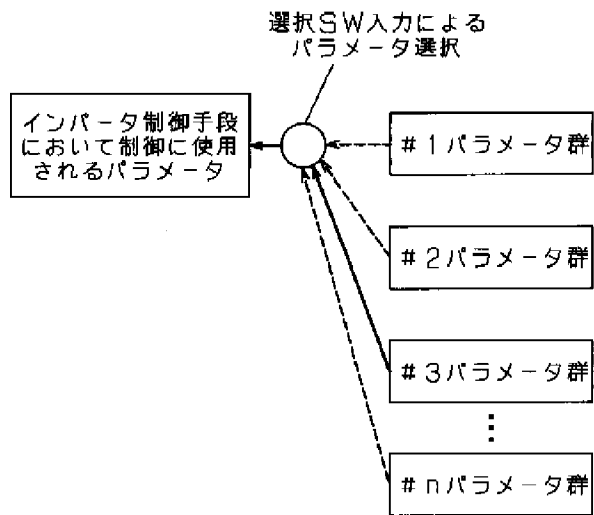 選択SW入力による
パラメータ選択
インバータ制御手段
において制御に使用
されるパラメータ
#1パラメータ群
#2パラメータ群
#3パラメータ群
⋮
#nパラメータ群